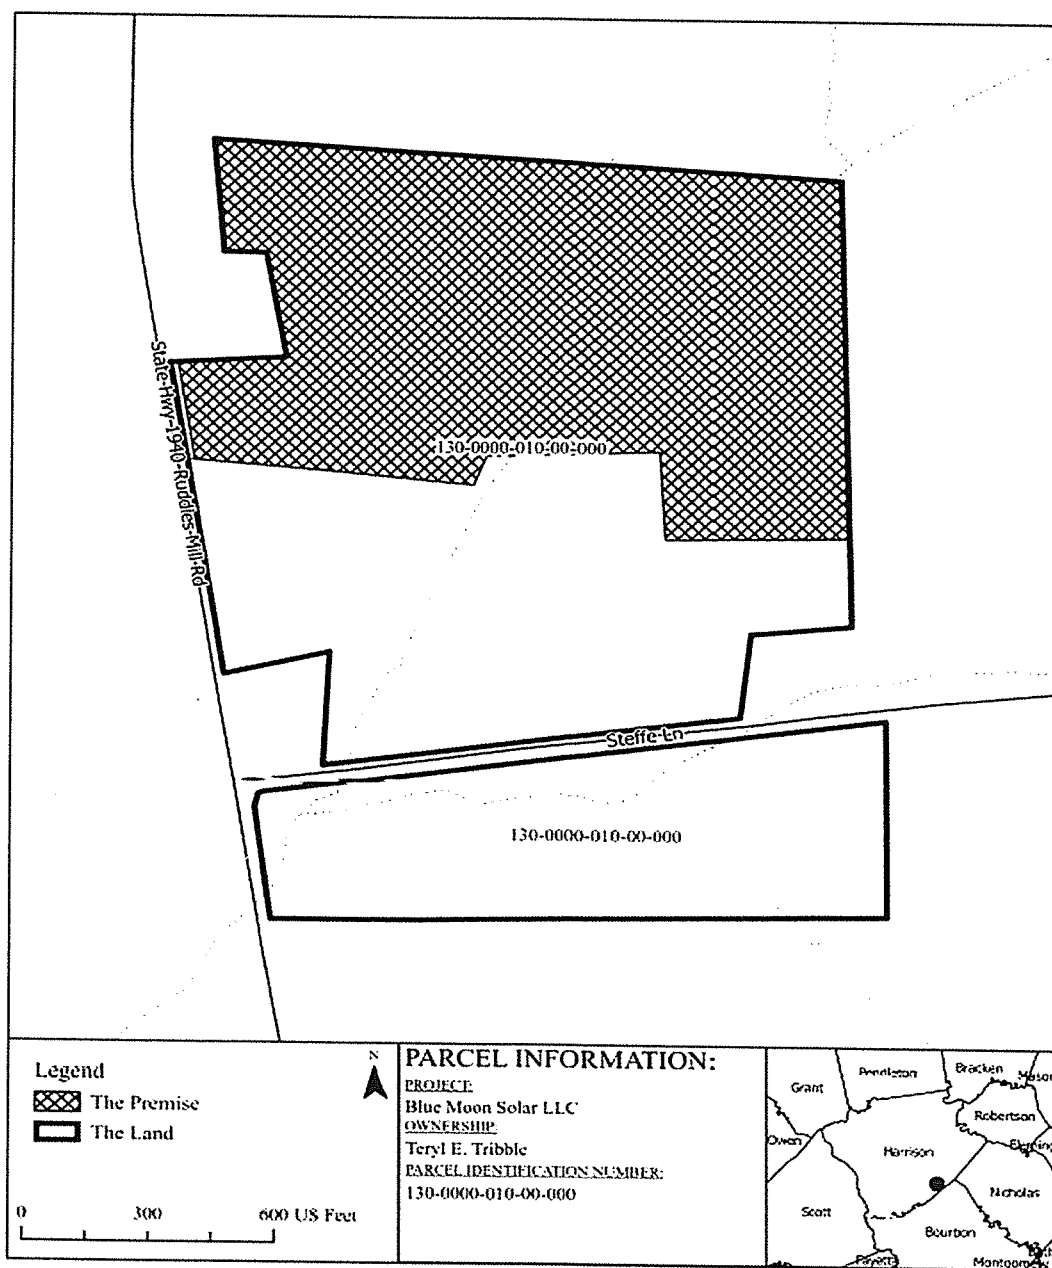 State-Hwy-1940-Ruddles-Mill-Rd
130-0000-010-00-000
Steffe-Ln
130-0000-010-00-000
Legend
The Premise
The Land
0 300 600 US Feet
N
PARCEL INFORMATION:
PROJECT:
Blue Moon Solar LLC
OWNERSHIP:
Teryl E. Tribble
PARCEL IDENTIFICATION NUMBER:
130-0000-010-00-000
Grant
Pendleton
Bracken
Mason
Robertson
Owen
Harrison
Nicholas
Scott
Bourbon